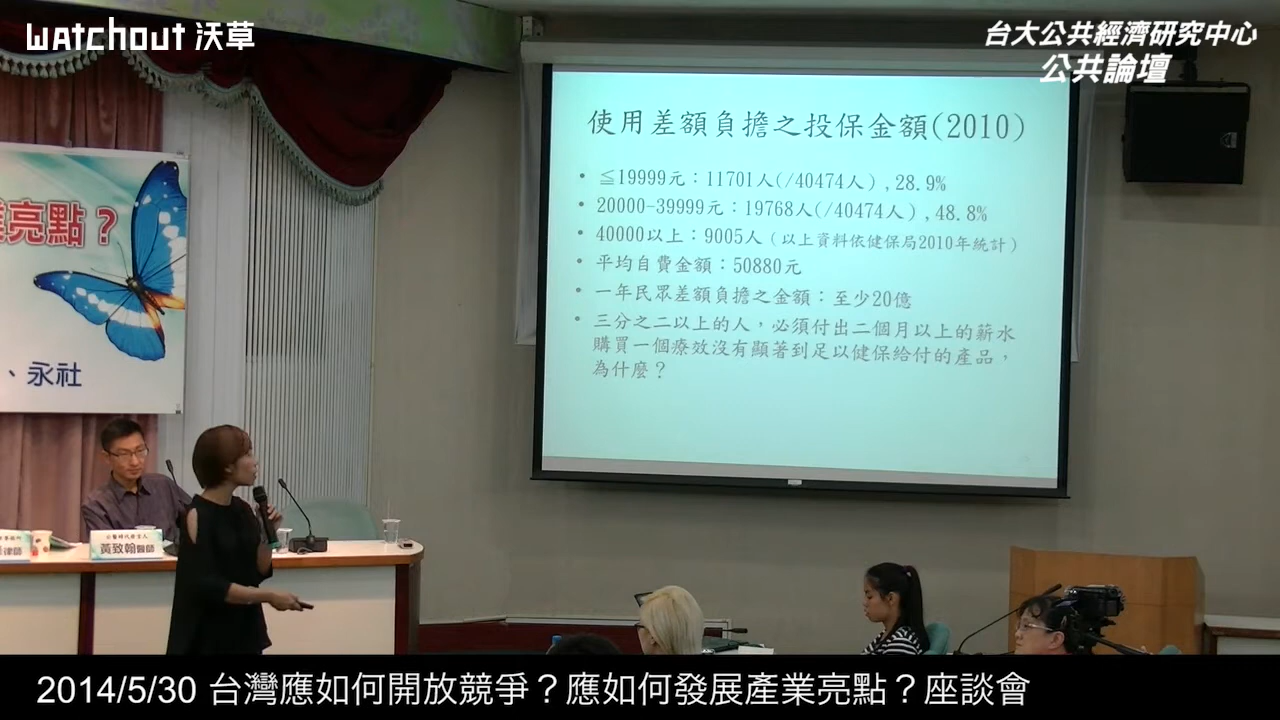 WATCHOUT 沃草
台大公共經濟研究中心
公共論壇
業亮點？
、永社
使用差額負擔之投保金額(2010)
• ≦19999元：11701人(/40474人),28.9%
• 20000-39999元：19768人(/40474人),48.8%
• 40000以上：9005人（以上資料依健保局2010年統計）
• 平均自費金額：50880元
• 一年民眾差額負擔之金額：至少20億
• 三分之二以上的人，必須付出二個月以上的薪水
購買一個療效沒有顯著到足以健保給付的產品，
為什麼？
律師
黃致翰醫師
2014/5/30 台灣應如何開放競爭？應如何發展產業亮點？座談會